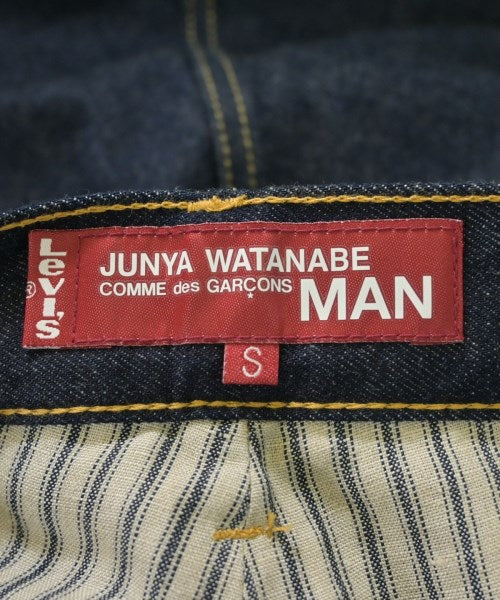 Levi's
®
JUNYA WATANABE
COMME des GARÇONS MAN
★
S